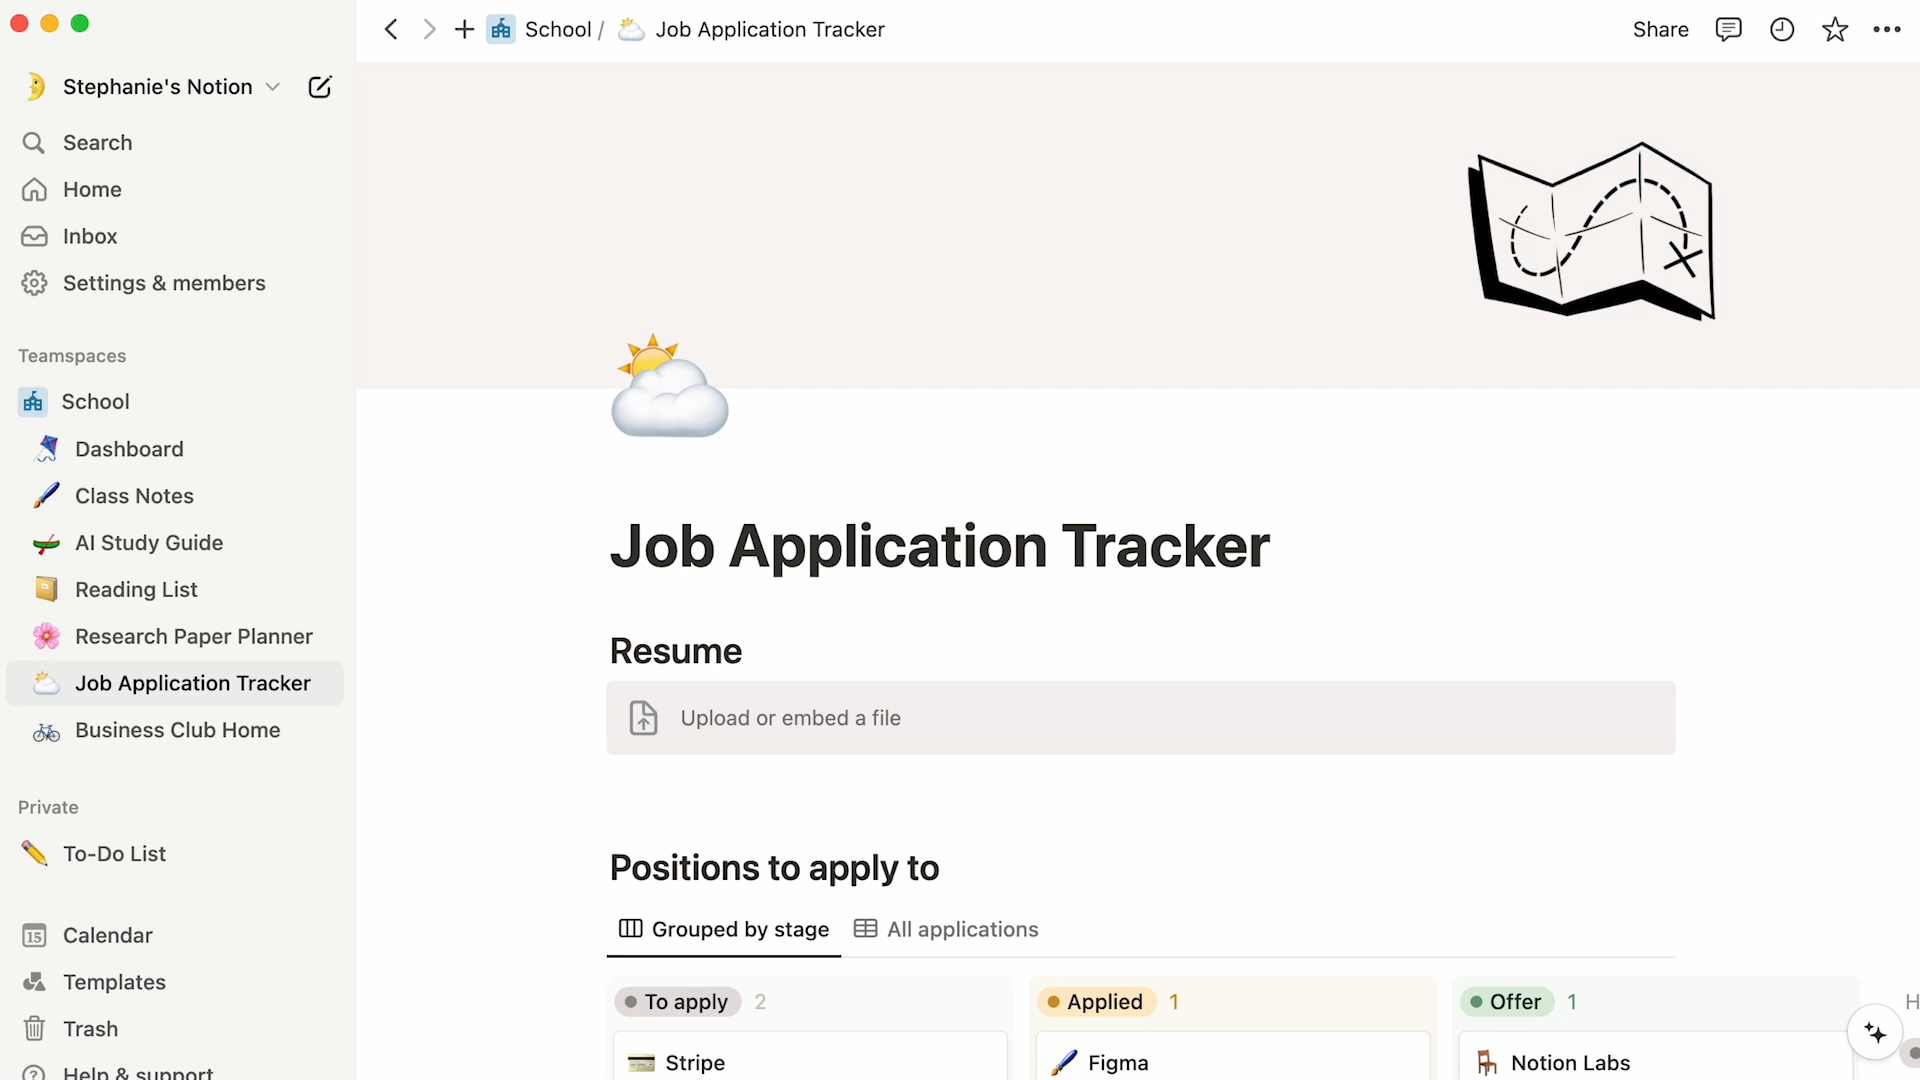 School / Job Application Tracker
Share
Stephanie's Notion
Search
Home
Inbox
Settings & members
Teamspaces
School
Dashboard
Class Notes
AI Study Guide
Reading List
Research Paper Planner
Job Application Tracker
Business Club Home
Private
To-Do List
15 Calendar
Templates
Trash
Help & support
Job Application Tracker
Resume
Upload or embed a file
Positions to apply to
Grouped by stage All applications
To apply 2 Applied 1 Offer 1 H
Stripe Figma Notion Labs